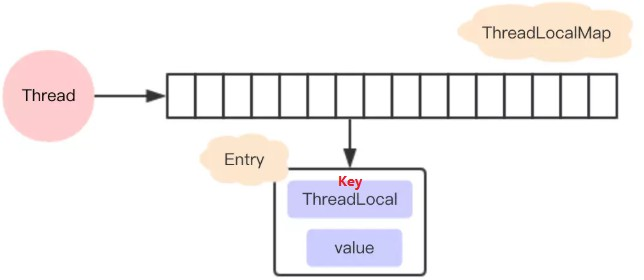 ThreadLocalMap
Thread
Entry
Key
ThreadLocal
value